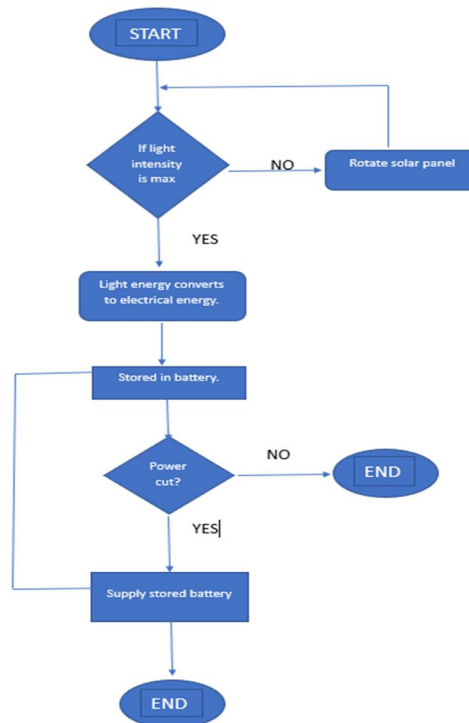 START
If light
intensity
is max
NO
Rotate solar panel
YES
Light energy converts
to electrical energy.
Stored in battery.
Power
cut?
NO
END
YES
Supply stored battery
END